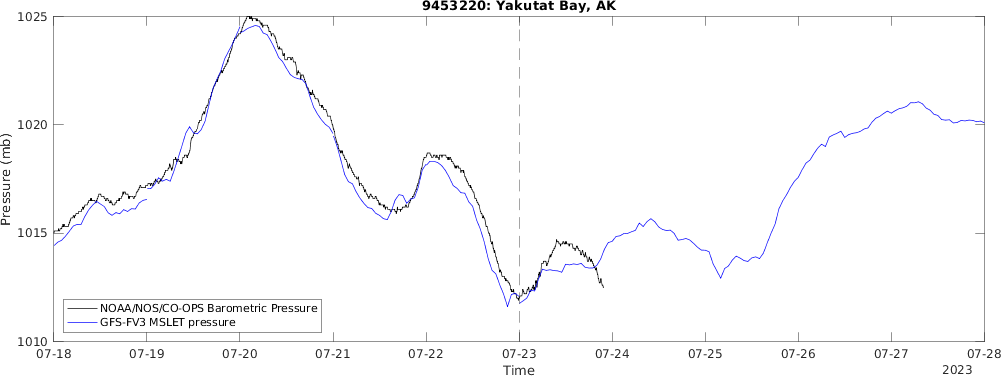 9453220: Yakutat Bay, AK
1025
1020
1015
1010
Pressure (mb)
NOAA/NOS/CO-OPS Barometric Pressure
GFS-FV3 MSLET pressure
07-18 07-19 07-20 07-21 07-22 07-23 07-24 07-25 07-26 07-27 07-28
Time
2023